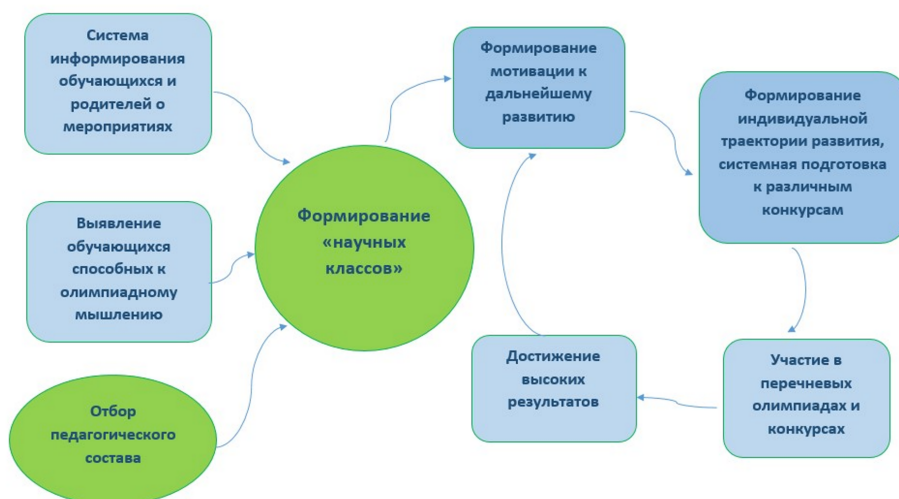 Система
информирования
обучающихся и
родителей о
мероприятиях
Выявление
обучающихся
способных к
олимпиадному
мышлению
Отбор
педагогического
состава
Формирование
«научных
классов»
Формирование
мотивации к
дальнейшему
развитию
Формирование
индивидуальной
траектории развития,
системная подготовка
к различным
конкурсам
Участие в
перечневых
олимпиадах и
конкурсах
Достижение
высоких
результатов